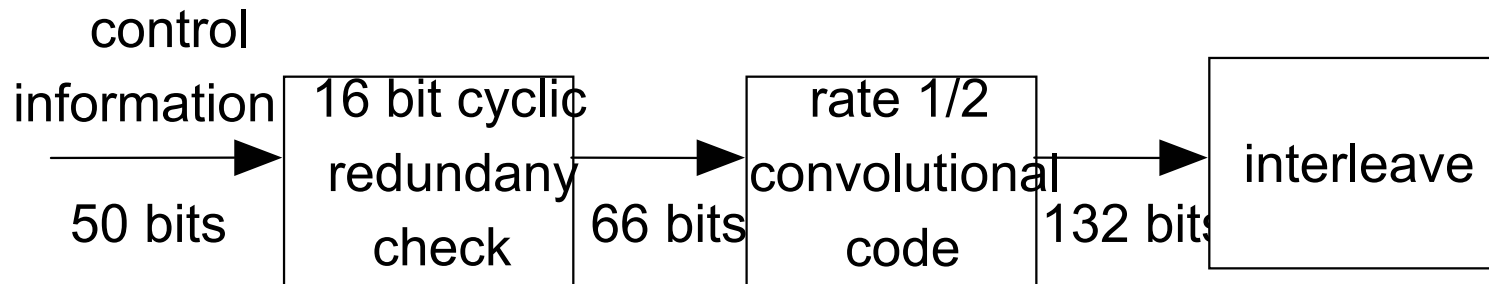 control
information
50 bits
16 bit cyclic
redundany
check
66 bits
rate 1/2
convolutional
code
132 bits
interleave